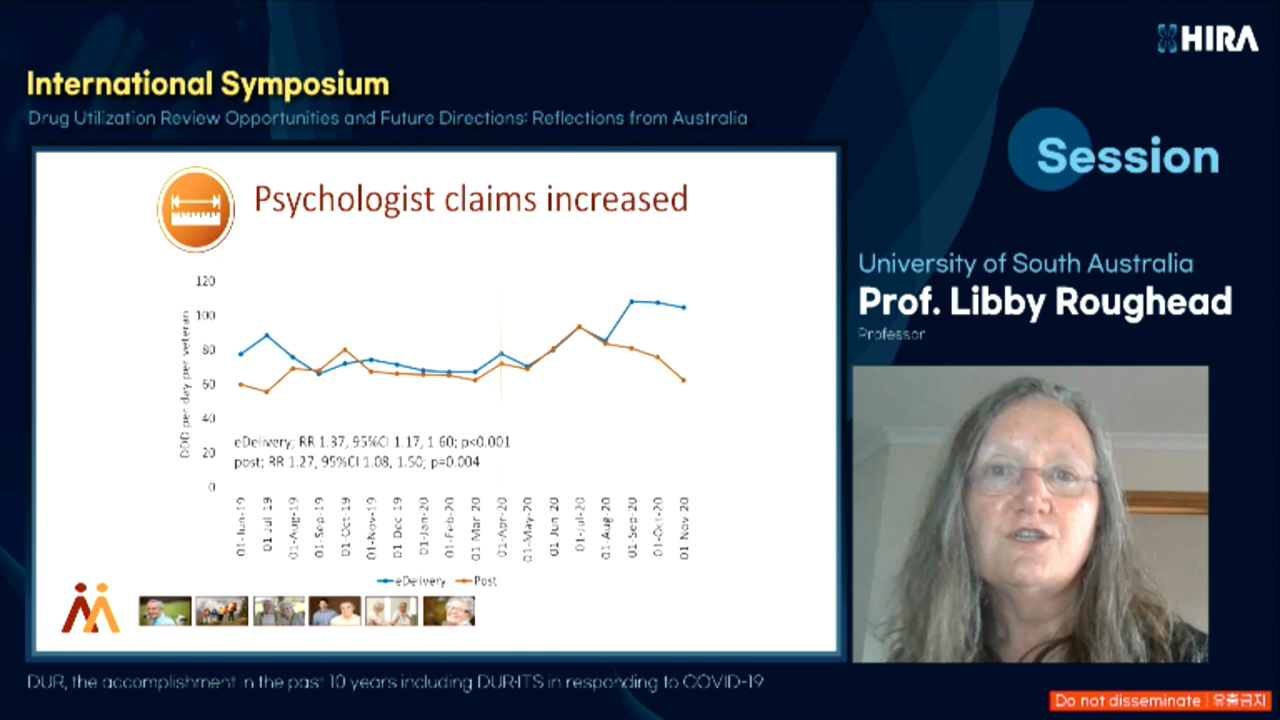 HIRA
International Symposium
Drug Utilization Review Opportunities and Future Directions: Reflections from Australia
Session
Psychologist claims increased
University of South Australia
Prof. Libby Roughead
Professor
DDD per day per veteran
120
100
80
60
40
20
0
eDelivery; RR 1.37, 95%CI 1.17, 1.60; p<0.001
post; RR 1.27, 95%CI 1.08, 1.50; p=0.004
01-Jun-19
01-Jul-19
01-Aug-19
01-Sep-19
01-Oct-19
01-Nov-19
01-Dec-19
01-Jan-20
01-Feb-20
01-Mar-20
01-Apr-20
01-May-20
01-Jun-20
01-Jul-20
01-Aug-20
01-Sep-20
01-Oct-20
01-Nov-20
eDelivery
Post
DUR, the accomplishment in the past 10 years including DUR-ITS in responding to COVID-19
Do not disseminate | 유출금지